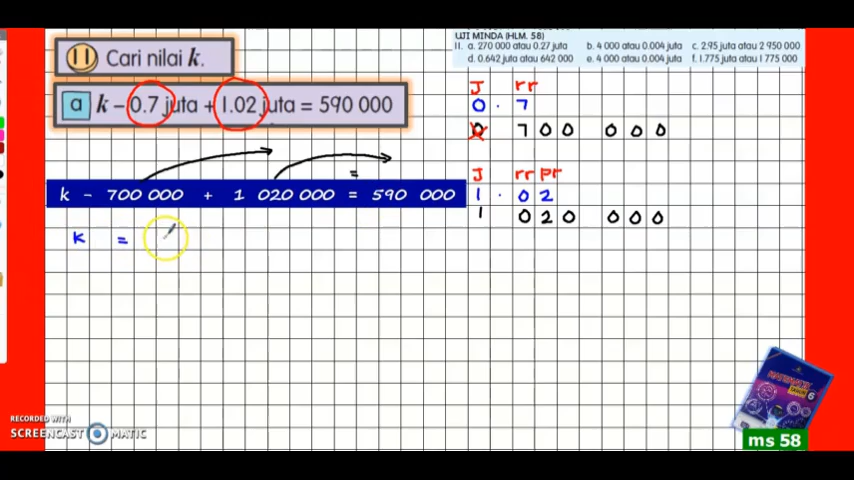 11 Cari nilai k.
a k – 0.7 juta + 1.02 juta = 590 000
=
k - 700 000 + 1 020 000 = 590 000
k =
UJI MINDA (HLM. 58)
11. a. 270 000 atau 0.27 juta b. 4 000 atau 0.004 juta c. 2.95 juta atau 2 950 000
d. 0.642 juta atau 642 000 e. 4 000 atau 0.004 juta f. 1.775 juta atau 1 775 000
J rr
0 . 7
0 7 0 0 0 0 0
J rr pr
1 . 0 2
1 0 2 0 0 0 0
RECORDED WITH
SCREENCAST MATIC
MATEMATIK
6
ms 58